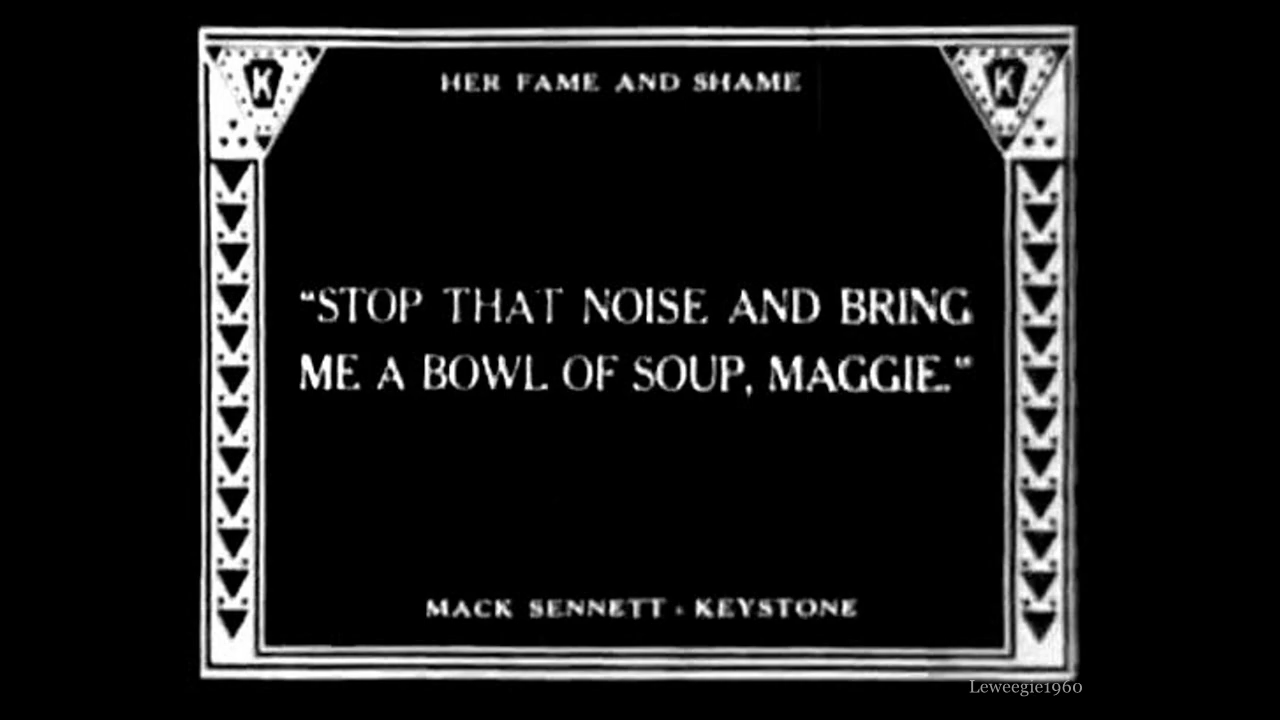 K K
HER FAME AND SHAME
“STOP THAT NOISE AND BRING
ME A BOWL OF SOUP, MAGGIE.”
MACK SENNETT - KEYSTONE
Leweegie1960